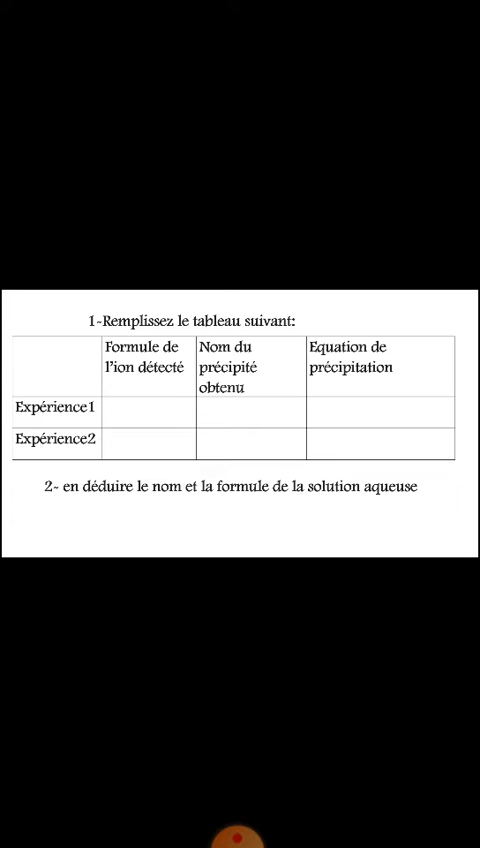 1-Remplissez le tableau suivant:
Formule de l'ion détecté
Nom du précipité obtenu
Equation de précipitation
Expérience1
Expérience2
2- en déduire le nom et la formule de la solution aqueuse